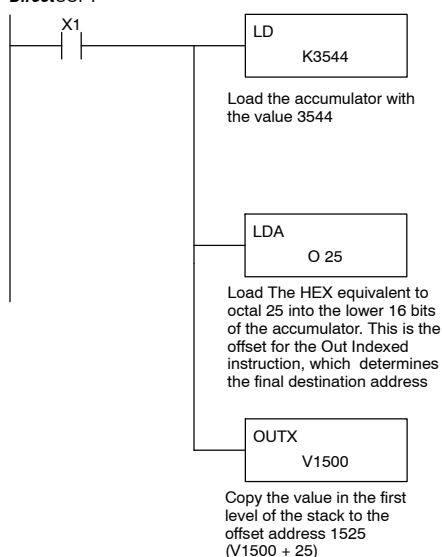 X1
LD
K3544
Load the accumulator with
the value 3544
LDA
O 25
Load The HEX equivalent to
octal 25 into the lower 16 bits
of the accumulator. This is the
offset for the Out Indexed
instruction, which determines
the final destination address
OUTX
V1500
Copy the value in the first
level of the stack to the
offset address 1525
(V1500 + 25)